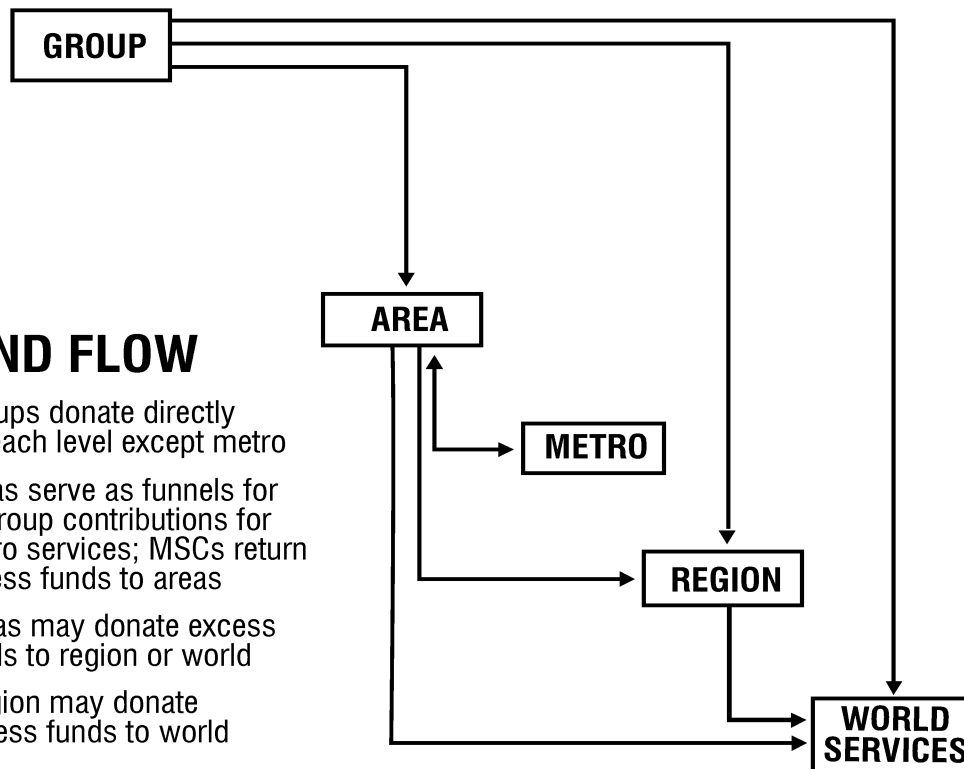 GROUP
AREA
ND FLOW
ups donate directly
each level except metro
METRO
as serve as funnels for
roup contributions for
ro services; MSCs return
ess funds to areas
REGION
as may donate excess
ds to region or world
gion may donate
ess funds to world
WORLD
SERVICES